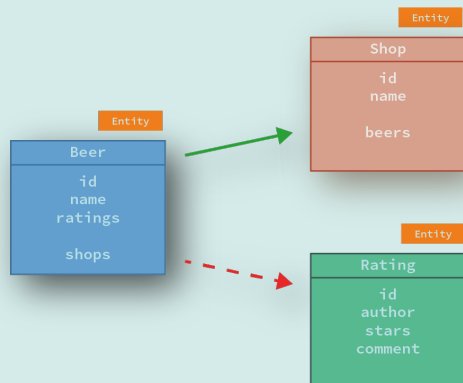 Entity
Shop
id
name
beers
Entity
Beer
id
name
ratings
shops
Entity
Rating
id
author
stars
comment